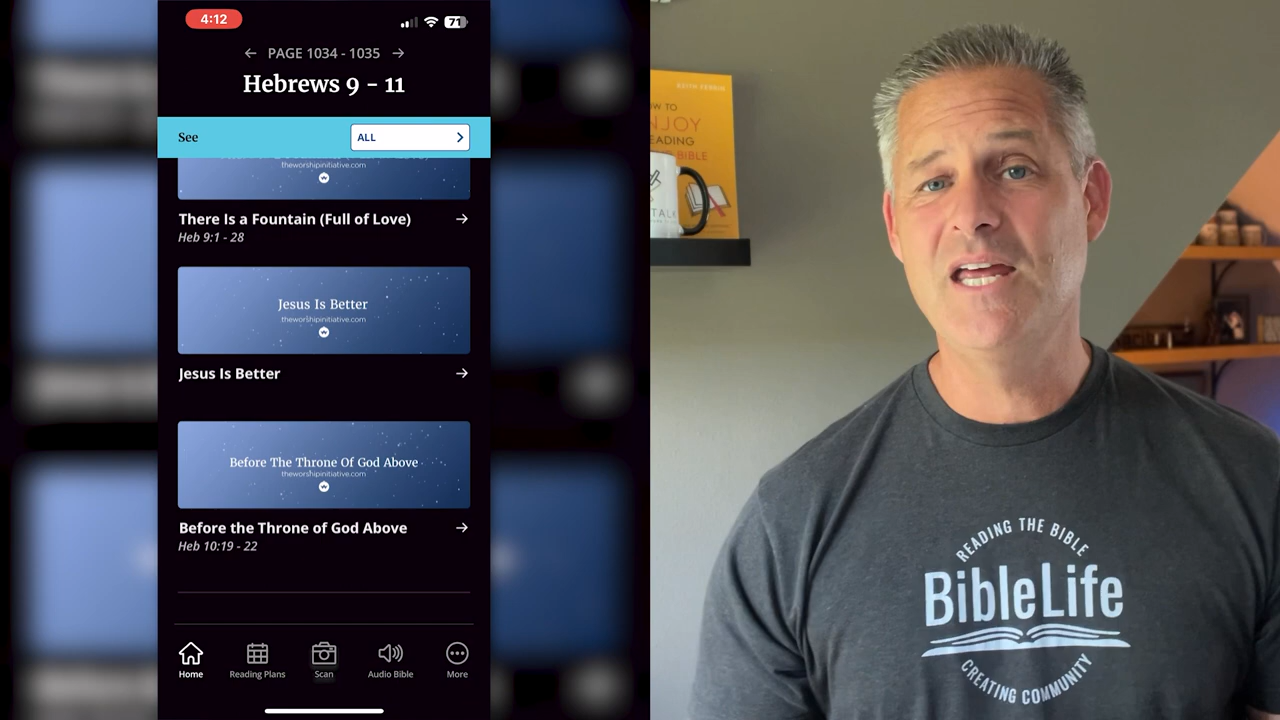 4:12
71
PAGE 1034 - 1035
Hebrews 9 - 11
See
ALL
theworshipinitiative.com
There Is a Fountain (Full of Love)
Heb 9:1 - 28
Jesus Is Better
theworshipinitiative.com
Jesus Is Better
Before The Throne Of God Above
theworshipinitiative.com
Before the Throne of God Above
Heb 10:19 - 22
Home
Reading Plans
Scan
Audio Bible
More
KEITH FERRIN
TO
ENJOY
READING
BIBLE
READING THE BIBLE
BibleLife
CREATING COMMUNITY